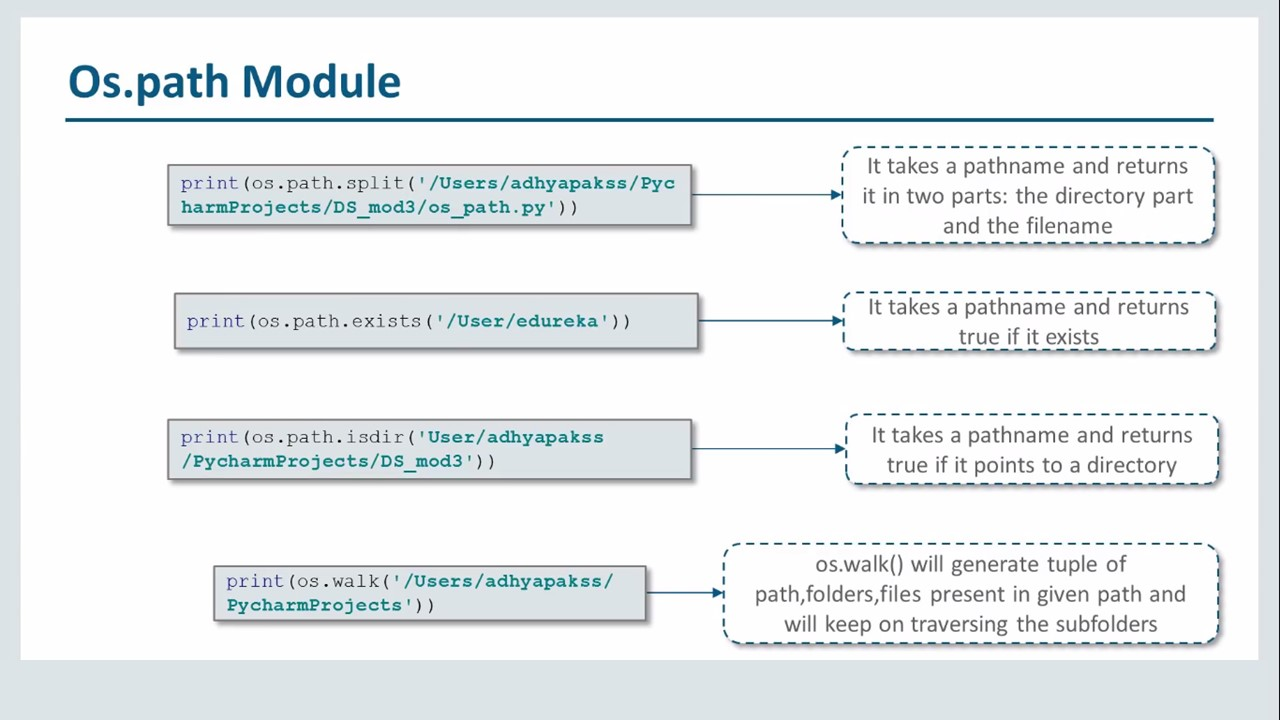 Os.path Module
print(os.path.split('/Users/adhyapakss/Pyc
harmProjects/DS_mod3/os_path.py'))
It takes a pathname and returns
it in two parts: the directory part
and the filename
print(os.path.exists('/User/edureka'))
It takes a pathname and returns
true if it exists
print(os.path.isdir('User/adhyapakss
/PycharmProjects/DS_mod3'))
It takes a pathname and returns
true if it points to a directory
print(os.walk('/Users/adhyapakss/
PycharmProjects'))
os.walk() will generate tuple of
path,folders,files present in given path and
will keep on traversing the subfolders